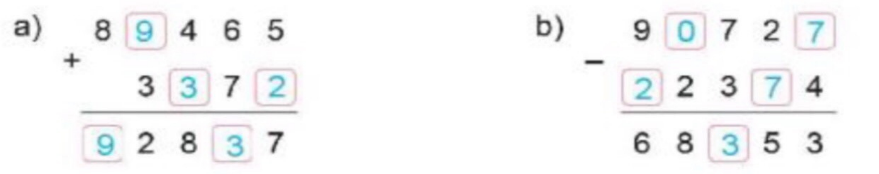 a) 8 9 4 6 5
+
3 3 7 2
9 2 8 3 7
b) 9 0 7 2 7
−
2 2 3 7 4
6 8 3 5 3